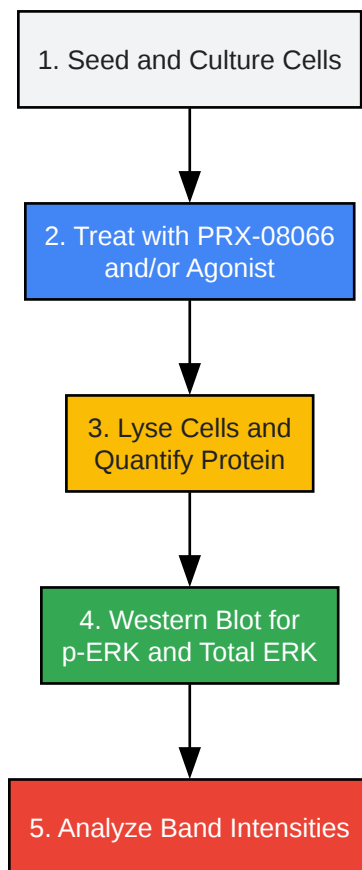 1. Seed and Culture Cells
2. Treat with PRX-08066
and/or Agonist
3. Lyse Cells and
Quantify Protein
4. Western Blot for
p-ERK and Total ERK
5. Analyze Band Intensities